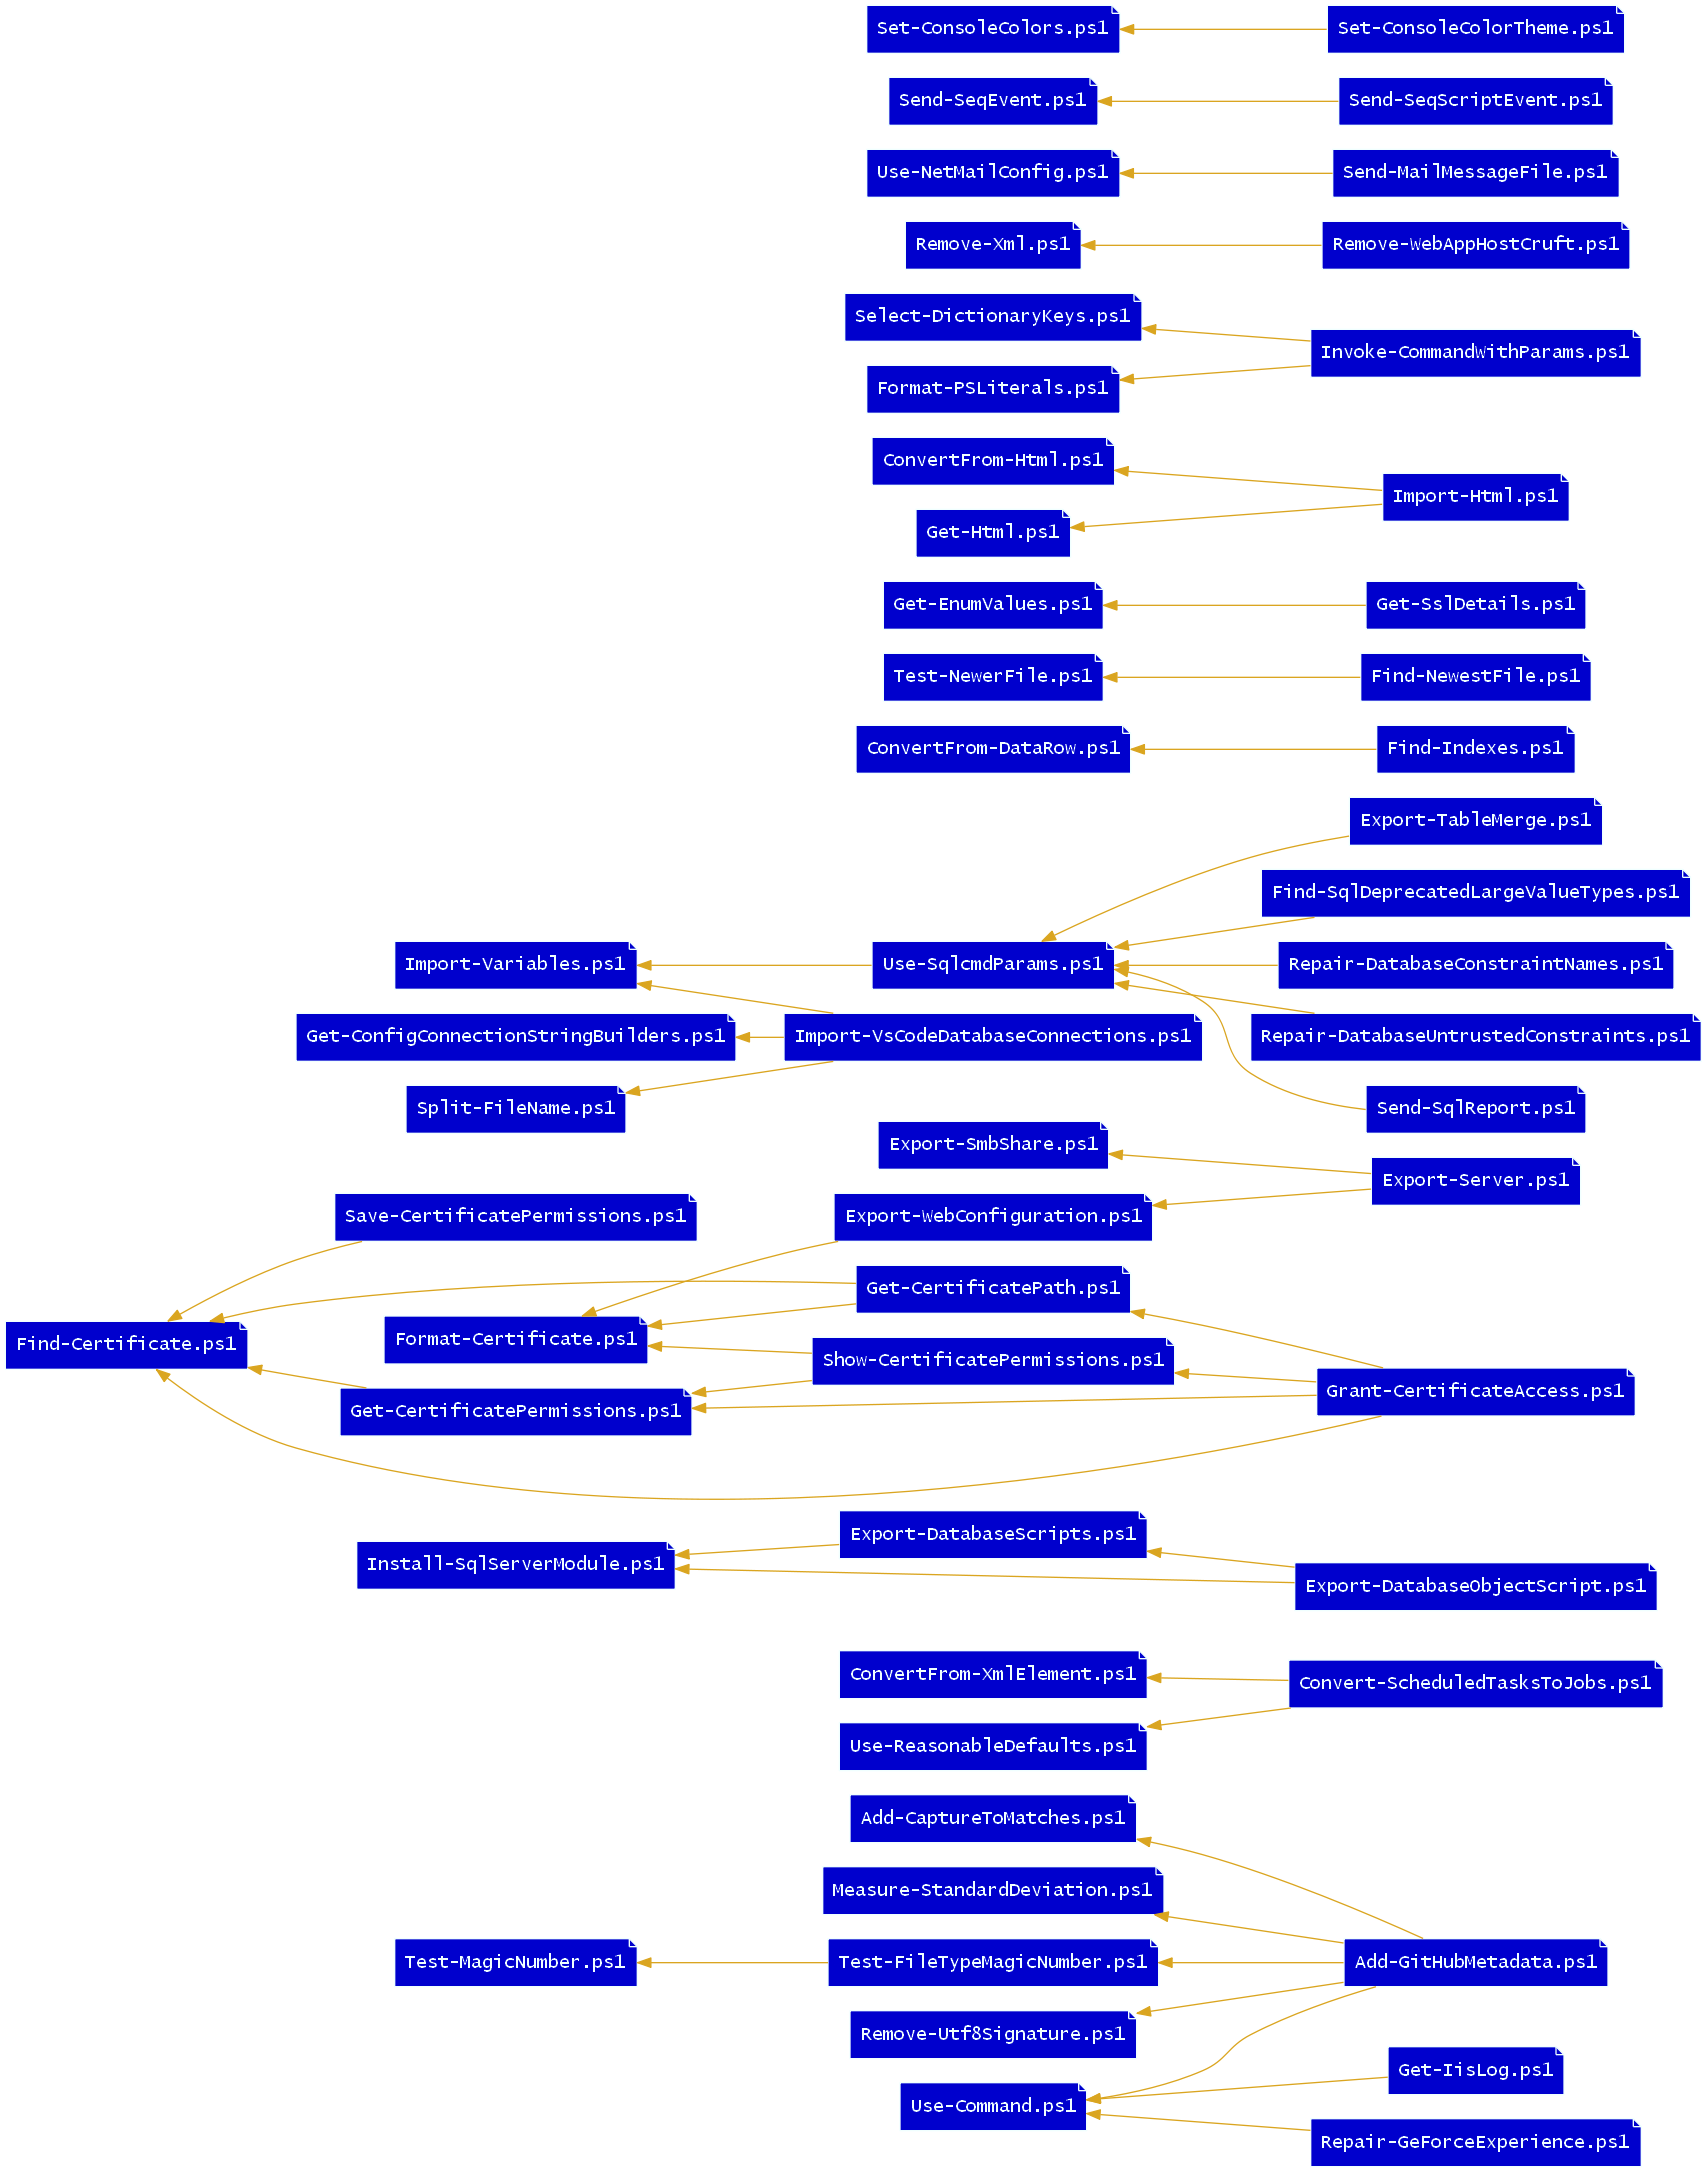 Set-ConsoleColors.ps1
Set-ConsoleColorTheme.ps1
Send-SeqEvent.ps1
Send-SeqScriptEvent.ps1
Use-NetMailConfig.ps1
Send-MailMessageFile.ps1
Remove-Xml.ps1
Remove-WebAppHostCruft.ps1
Select-DictionaryKeys.ps1
Invoke-CommandWithParams.ps1
Format-PSLiterals.ps1
ConvertFrom-Html.ps1
Import-Html.ps1
Get-Html.ps1
Get-EnumValues.ps1
Get-SslDetails.ps1
Test-NewerFile.ps1
Find-NewestFile.ps1
ConvertFrom-DataRow.ps1
Find-Indexes.ps1
Export-TableMerge.ps1
Find-SqlDeprecatedLargeValueTypes.ps1
Import-Variables.ps1
Use-SqlcmdParams.ps1
Repair-DatabaseConstraintNames.ps1
Get-ConfigConnectionStringBuilders.ps1
Import-VsCodeDatabaseConnections.ps1
Repair-DatabaseUntrustedConstraints.ps1
Split-FileName.ps1
Send-SqlReport.ps1
Export-SmbShare.ps1
Export-Server.ps1
Save-CertificatePermissions.ps1
Export-WebConfiguration.ps1
Get-CertificatePath.ps1
Find-Certificate.ps1
Format-Certificate.ps1
Show-CertificatePermissions.ps1
Grant-CertificateAccess.ps1
Get-CertificatePermissions.ps1
Export-DatabaseScripts.ps1
Install-SqlServerModule.ps1
Export-DatabaseObjectScript.ps1
ConvertFrom-XmlElement.ps1
Convert-ScheduledTasksToJobs.ps1
Use-ReasonableDefaults.ps1
Add-CaptureToMatches.ps1
Measure-StandardDeviation.ps1
Test-MagicNumber.ps1
Test-FileTypeMagicNumber.ps1
Add-GitHubMetadata.ps1
Remove-Utf8Signature.ps1
Get-IisLog.ps1
Use-Command.ps1
Repair-GeForceExperience.ps1